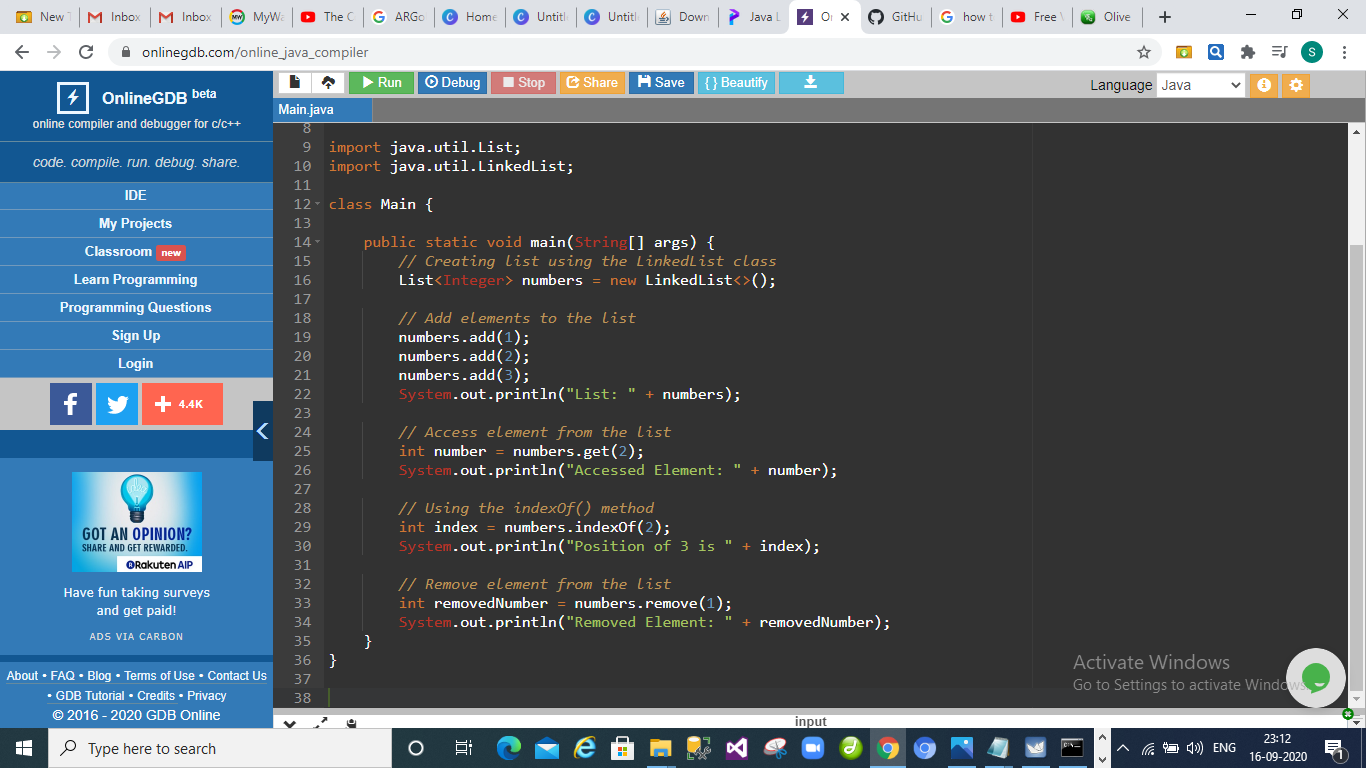 New T
Inbox
Inbox
MyWa
The C
ARGo
Home
Untitl
Untitl
Down
Java L
On
GitHu
how t
Free V
Olive
onlinegdb.com/online_java_compiler
S
OnlineGDB beta
online compiler and debugger for c/c++
code. compile. run. debug. share.
IDE
My Projects
Classroom new
Learn Programming
Programming Questions
Sign Up
Login
4.4K
GOT AN OPINION?
SHARE AND GET REWARDED.
Rakuten AIP
Have fun taking surveys
and get paid!
ADS VIA CARBON
About • FAQ • Blog • Terms of Use • Contact Us
• GDB Tutorial • Credits • Privacy
© 2016 - 2020 GDB Online
Run Debug Stop Share Save { } Beautify
Language Java
Main.java
8
9 import java.util.List;
10 import java.util.LinkedList;
11
12 class Main {
13
14 public static void main(String[] args) {
15 // Creating list using the LinkedList class
16 List<Integer> numbers = new LinkedList<>();
17
18 // Add elements to the list
19 numbers.add(1);
20 numbers.add(2);
21 numbers.add(3);
22 System.out.println("List: " + numbers);
23
24 // Access element from the list
25 int number = numbers.get(2);
26 System.out.println("Accessed Element: " + number);
27
28 // Using the indexOf() method
29 int index = numbers.indexOf(2);
30 System.out.println("Position of 3 is " + index);
31
32 // Remove element from the list
33 int removedNumber = numbers.remove(1);
34 System.out.println("Removed Element: " + removedNumber);
35 }
36 }
37
38
Activate Windows
Go to Settings to activate Windows.
input
Type here to search
ENG
23:12
16-09-2020
1